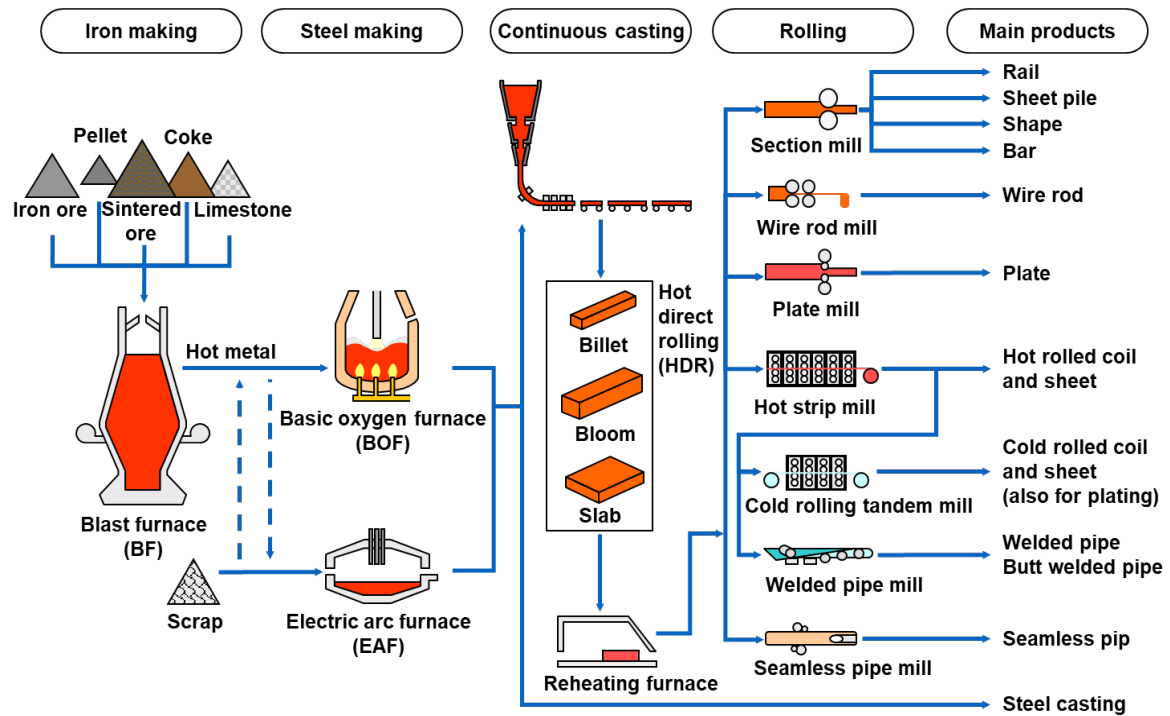 Iron making
Steel making
Continuous casting
Rolling
Main products
Pellet
Coke
Iron ore
Sintered
ore
Limestone
Hot metal
Blast furnace
(BF)
Scrap
Basic oxygen furnace
(BOF)
Electric arc furnace
(EAF)
Hot
direct
rolling
(HDR)
Billet
Bloom
Slab
Reheating furnace
Section mill
Wire rod mill
Plate mill
Hot strip mill
Cold rolling tandem mill
Welded pipe mill
Seamless pipe mill
Rail
Sheet pile
Shape
Bar
Wire rod
Plate
Hot rolled coil
and sheet
Cold rolled coil
and sheet
(also for plating)
Welded pipe
Butt welded pipe
Seamless pip
Steel casting